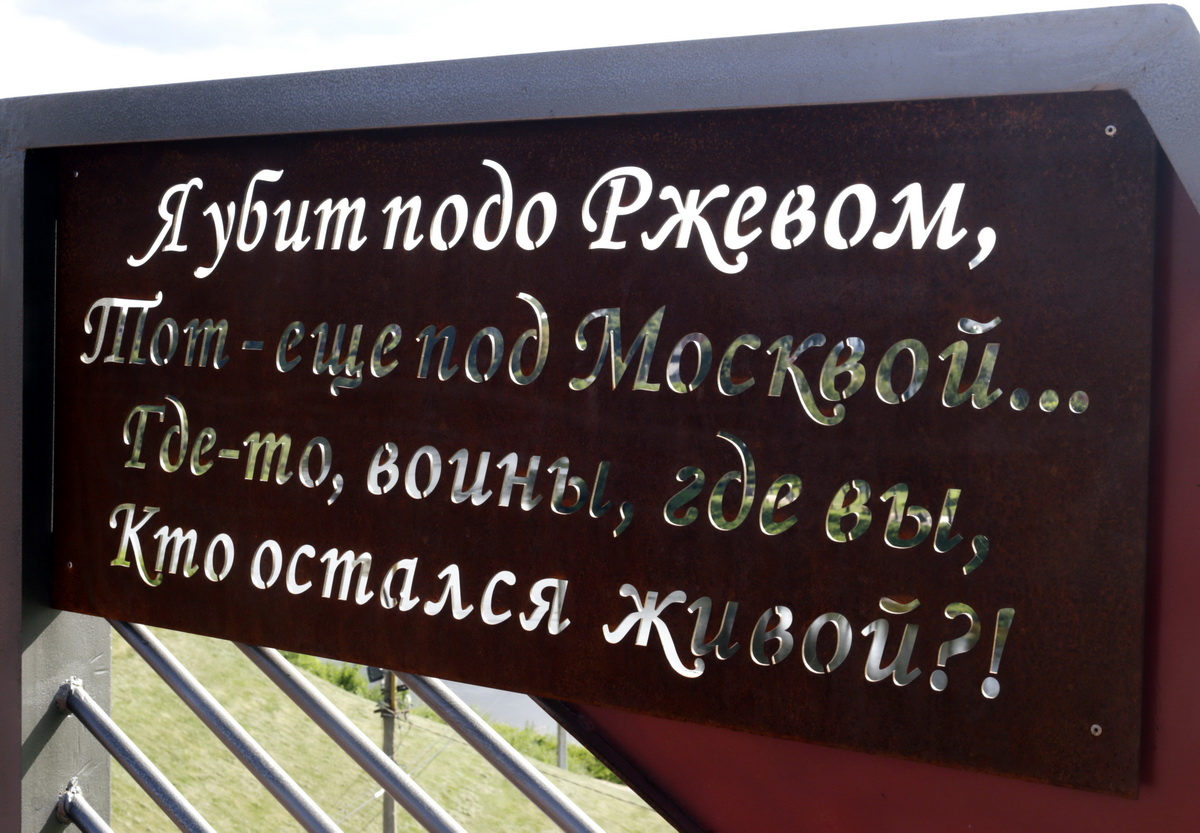 Я убит подо Ржевом,
Тот - еще под Москвой...
Где-то, воины, где вы,
Кто остался живой?!